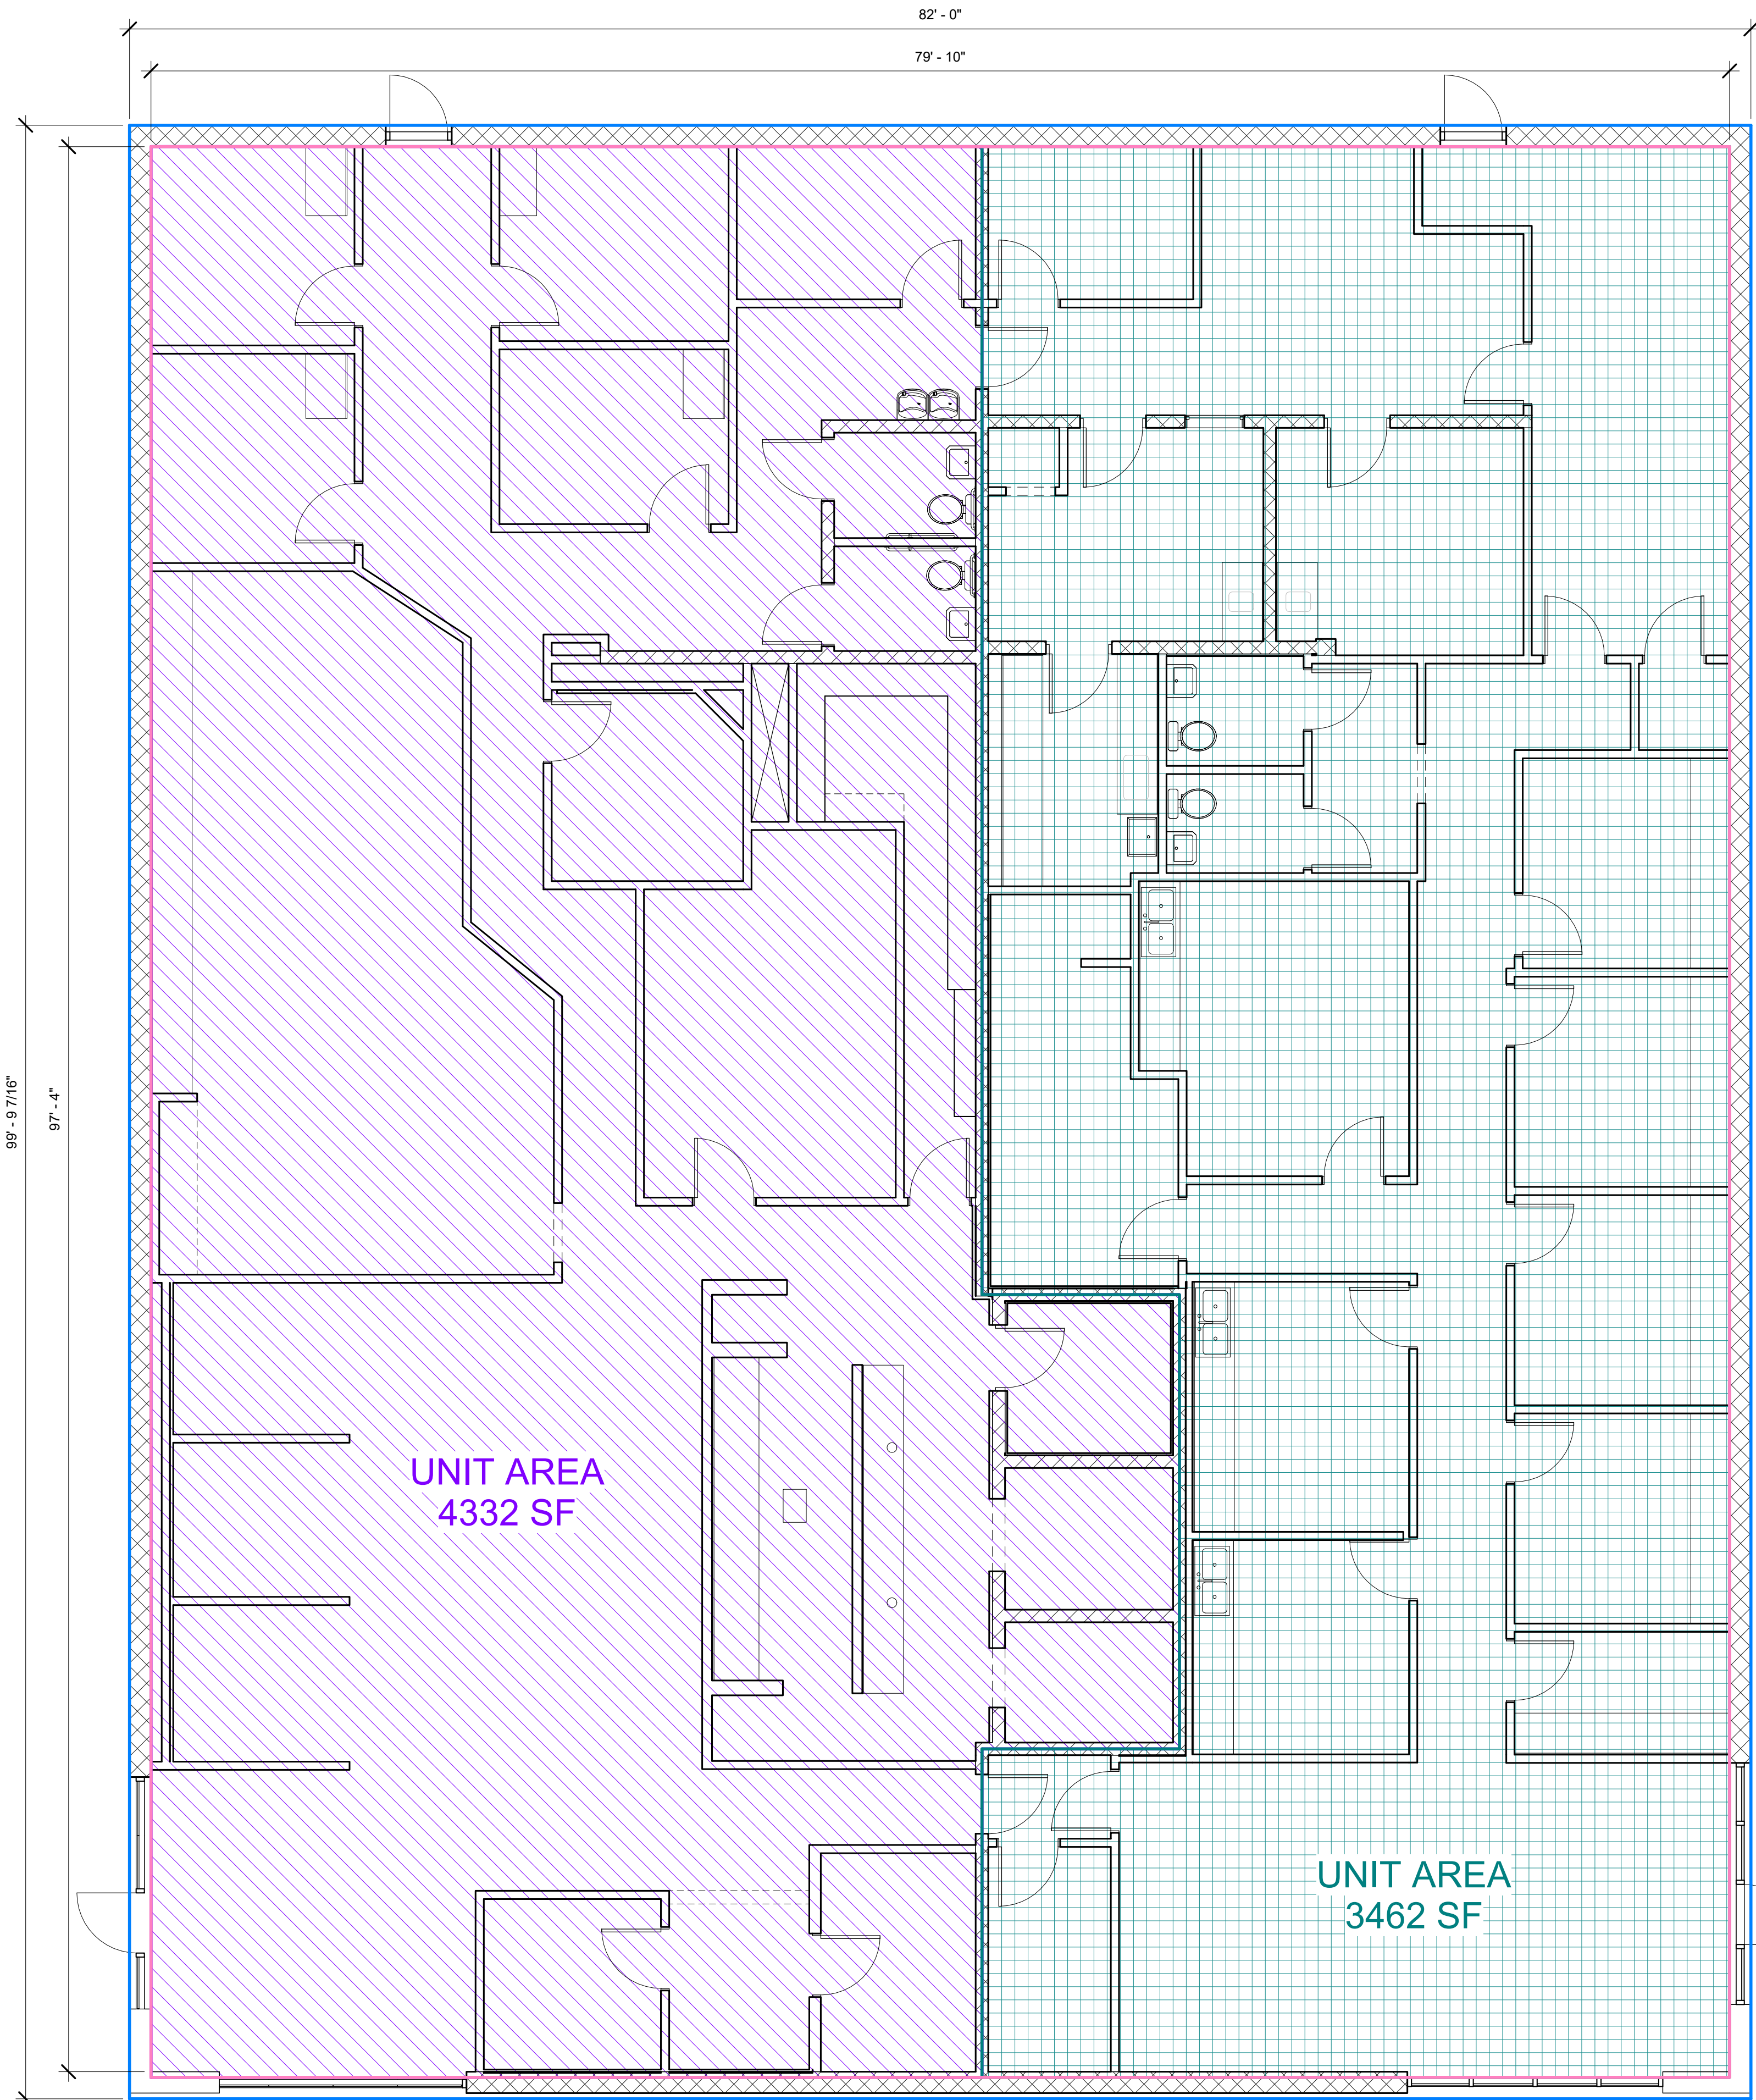 82' - 0"
79' - 10"
99' - 9 7/16"
97' - 4"
UNIT AREA
4332 SF
UNIT AREA
3462 SF